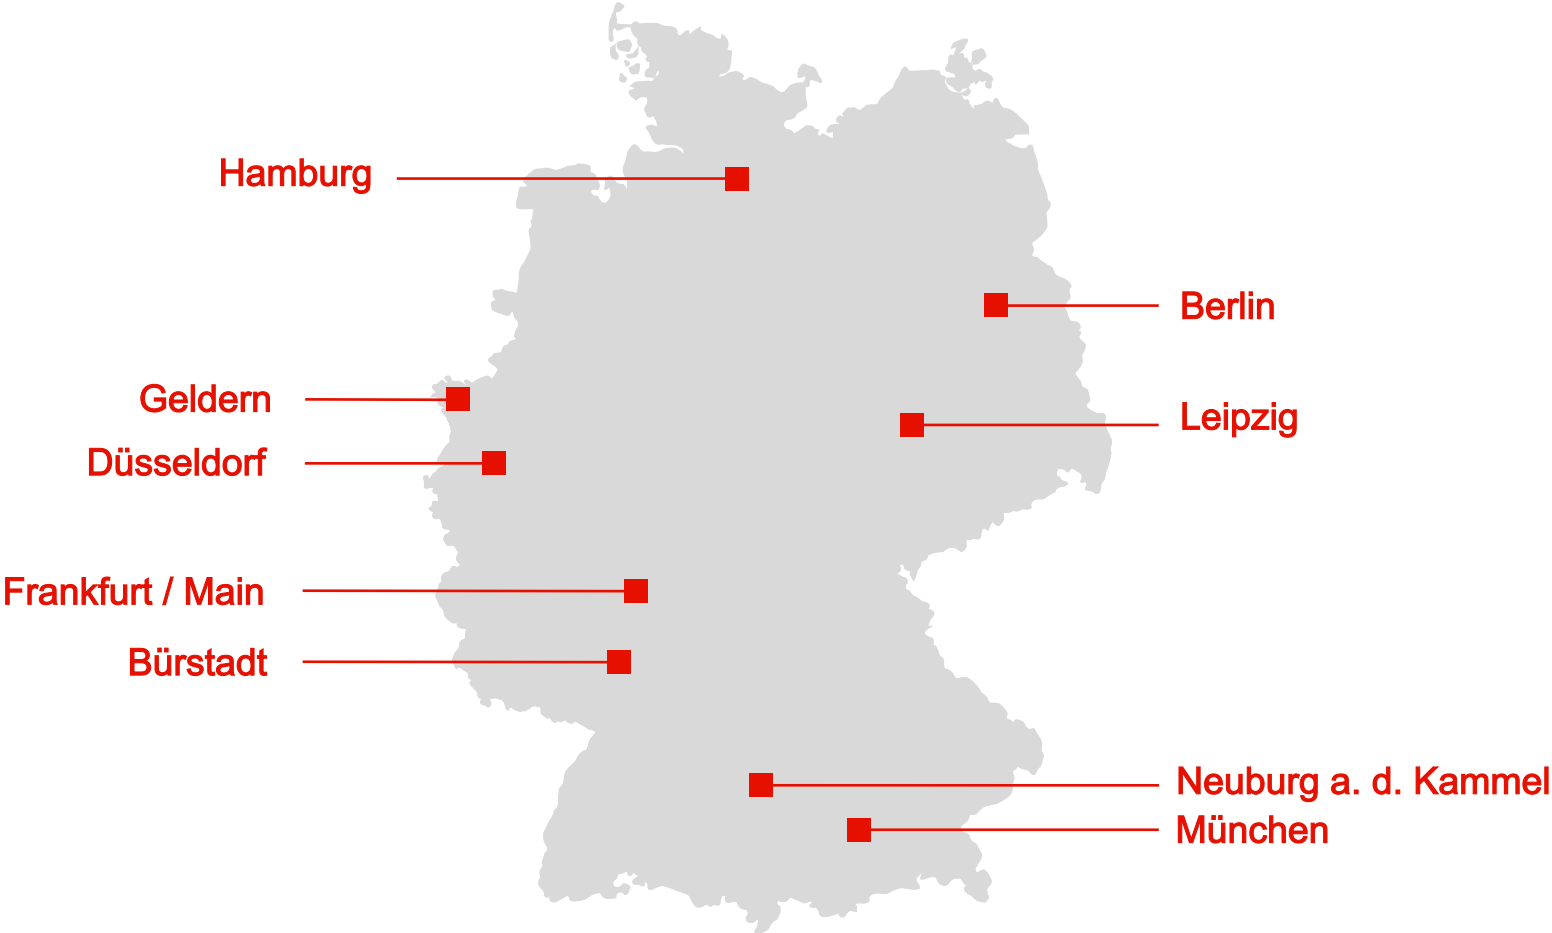 Hamburg
Berlin
Geldern
Leipzig
Düsseldorf
Frankfurt / Main
Bürstadt
Neuburg a. d. Kammel
München